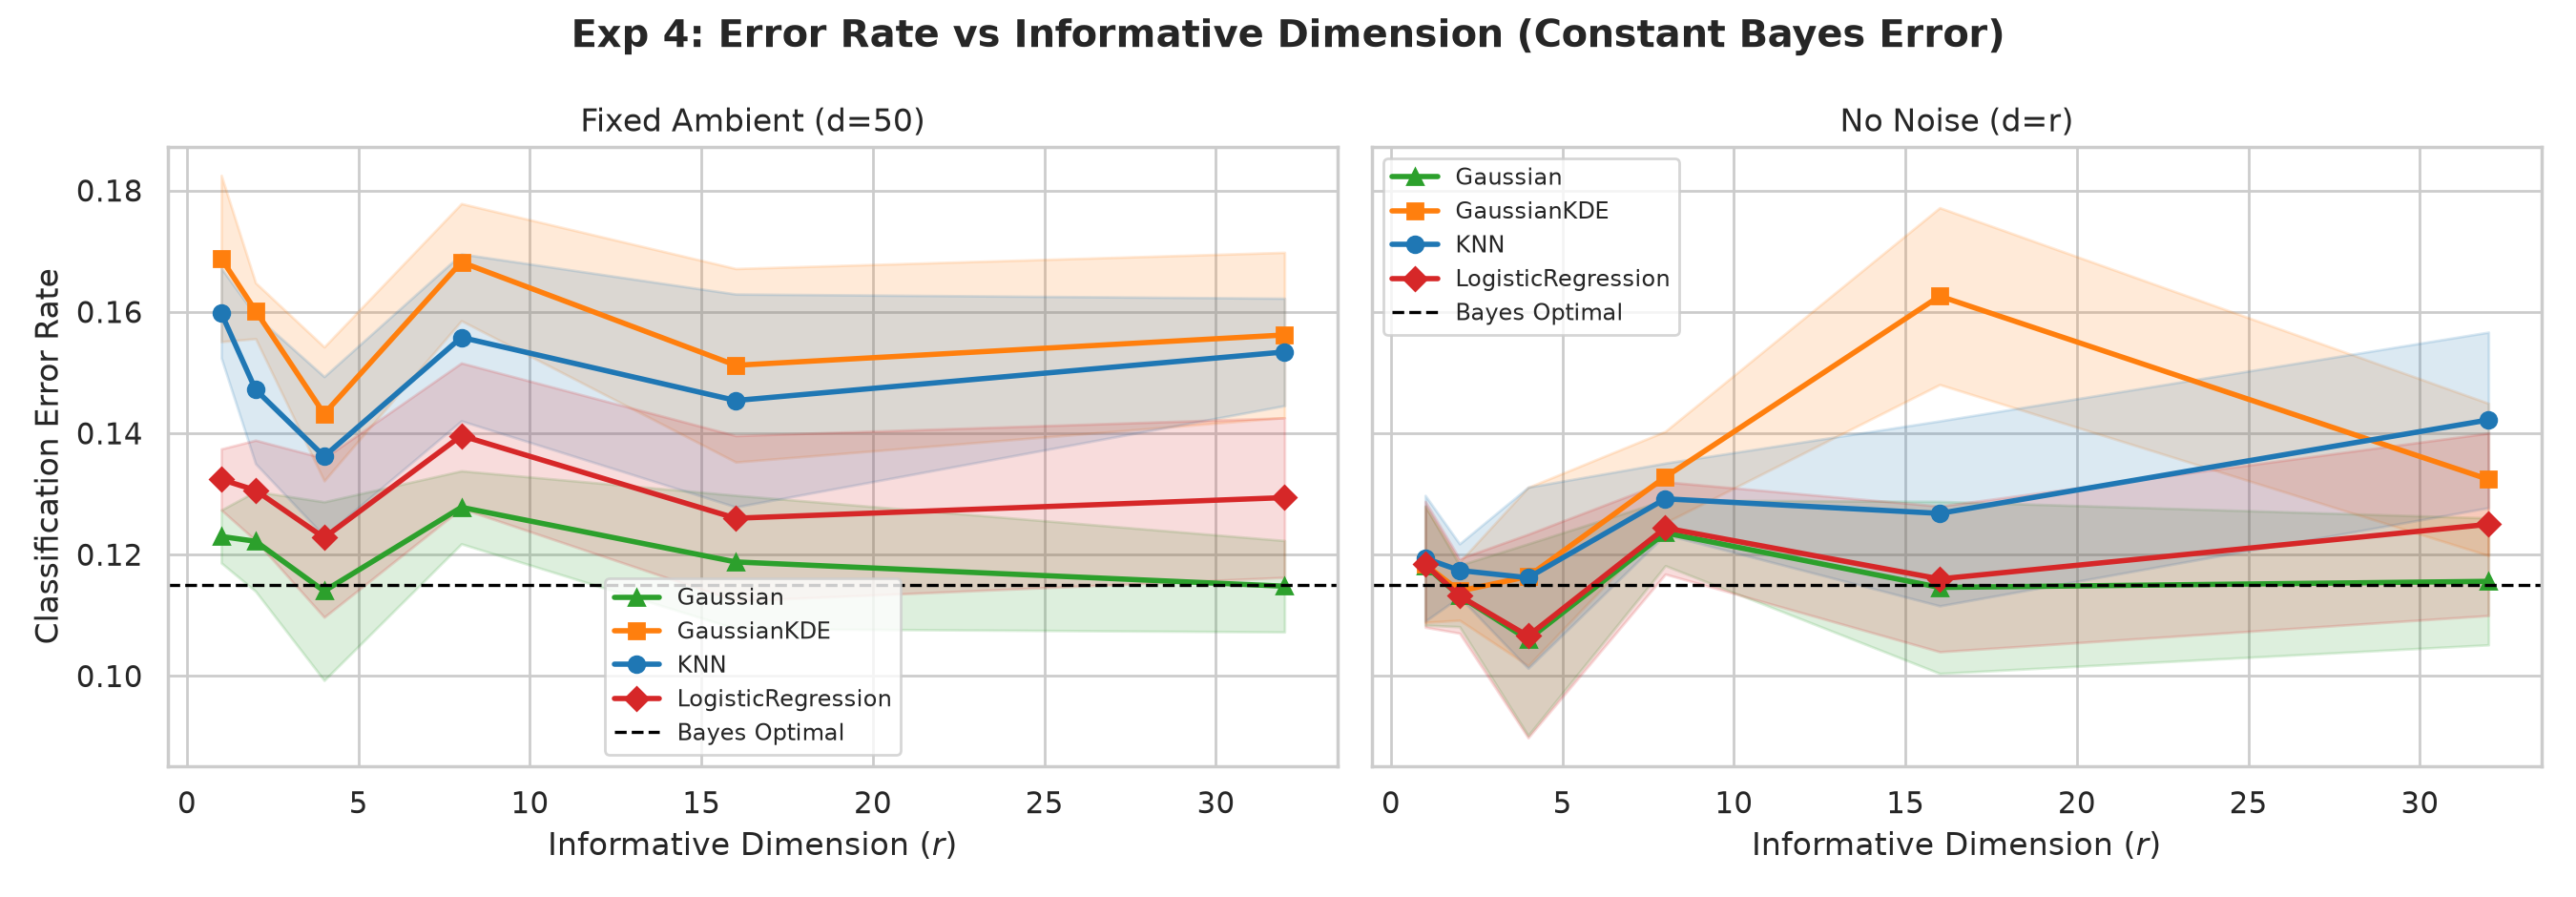 Exp 4: Error Rate vs Informative Dimension (Constant Bayes Error)
Fixed Ambient (d=50)
Classification Error Rate
0.18
0.16
0.14
0.12
0.10
Gaussian
GaussianKDE
KNN
LogisticRegression
Bayes Optimal
0 5 10 15 20 25 30
Informative Dimension (r)
No Noise (d=r)
Gaussian
GaussianKDE
KNN
LogisticRegression
Bayes Optimal
0 5 10 15 20 25 30
Informative Dimension (r)